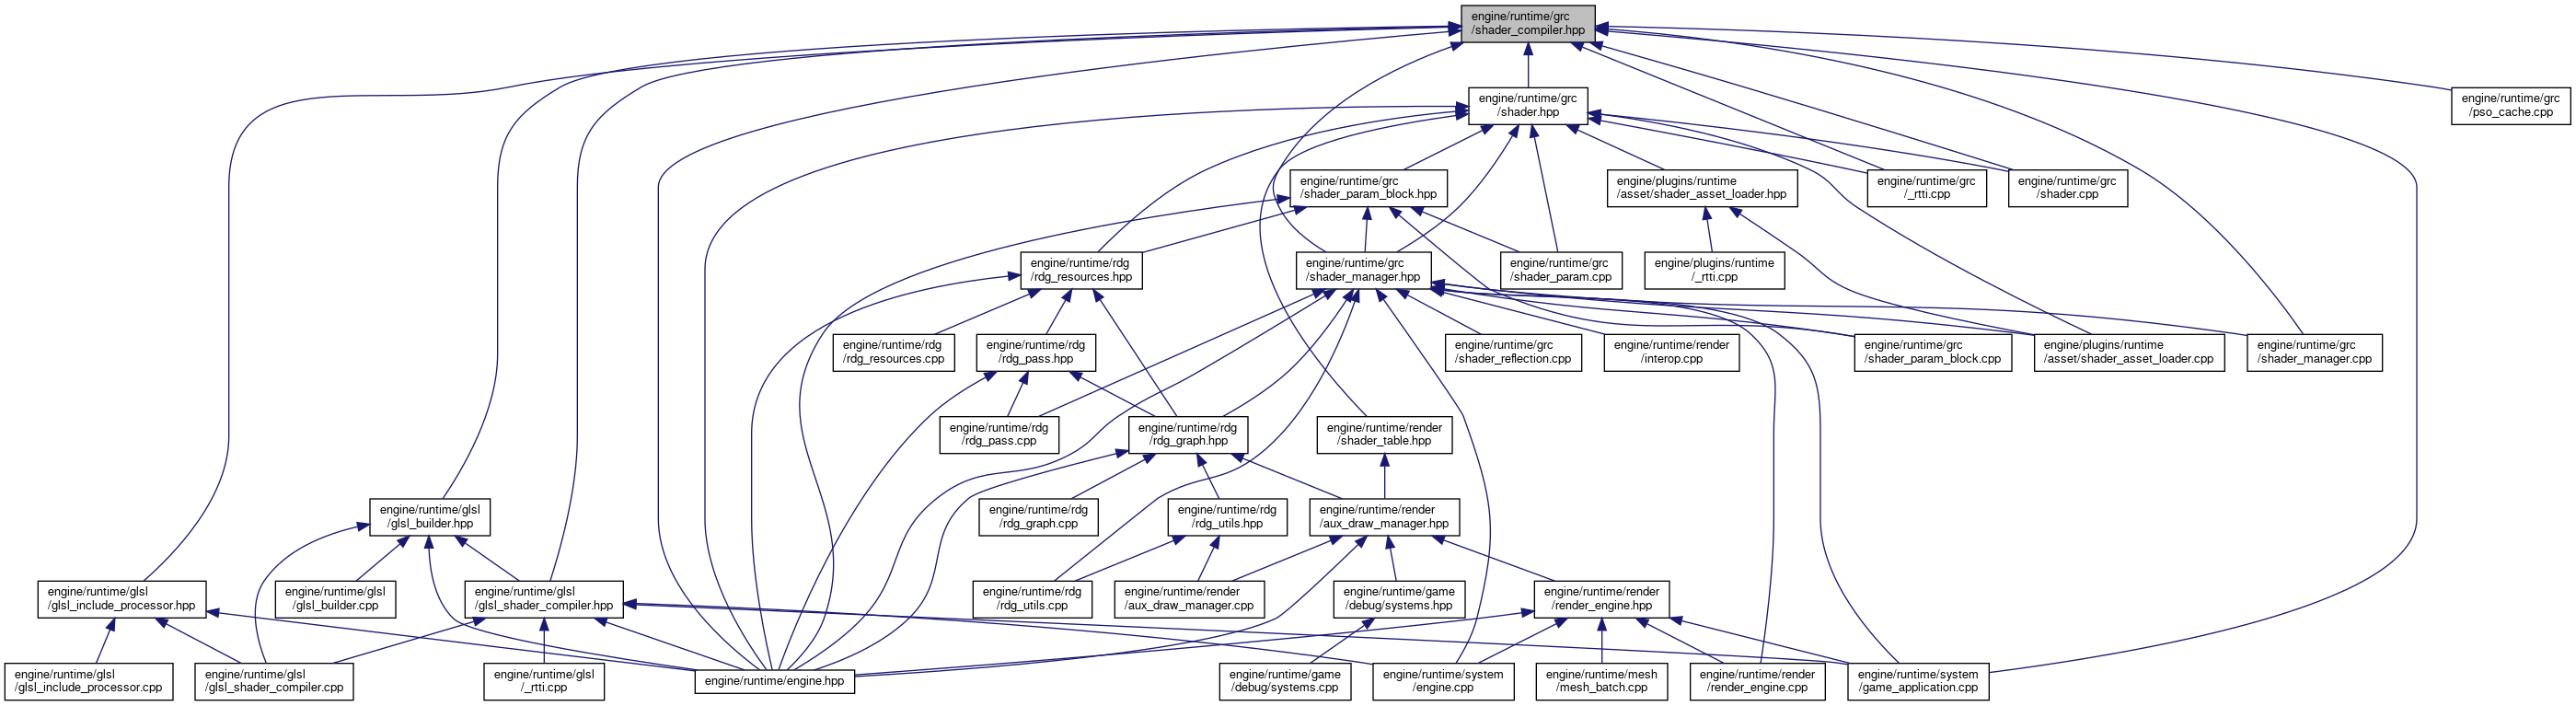 engine/runtime/grc
/shader_compiler.hpp
engine/runtime/grc
/shader.hpp
engine/runtime/grc
/pso_cache.cpp
engine/runtime/grc
/shader_param_block.hpp
engine/plugins/runtime
/asset/shader_asset_loader.hpp
engine/runtime/grc
/_rtti.cpp
engine/runtime/grc
/shader.cpp
engine/runtime/rdg
/rdg_resources.hpp
engine/runtime/grc
/shader_manager.hpp
engine/runtime/grc
/shader_param.cpp
engine/plugins/runtime
/_rtti.cpp
engine/runtime/rdg
/rdg_resources.cpp
engine/runtime/rdg
/rdg_pass.hpp
engine/runtime/grc
/shader_reflection.cpp
engine/runtime/render
/interop.cpp
engine/runtime/grc
/shader_param_block.cpp
engine/plugins/runtime
/asset/shader_asset_loader.cpp
engine/runtime/grc
/shader_manager.cpp
engine/runtime/rdg
/rdg_pass.cpp
engine/runtime/rdg
/rdg_graph.hpp
engine/runtime/render
/shader_table.hpp
engine/runtime/glsl
/glsl_builder.hpp
engine/runtime/rdg
/rdg_graph.cpp
engine/runtime/rdg
/rdg_utils.hpp
engine/runtime/render
/aux_draw_manager.hpp
engine/runtime/glsl
/glsl_include_processor.hpp
engine/runtime/glsl
/glsl_builder.cpp
engine/runtime/glsl
/glsl_shader_compiler.hpp
engine/runtime/rdg
/rdg_utils.cpp
engine/runtime/render
/aux_draw_manager.cpp
engine/runtime/game
/debug/systems.hpp
engine/runtime/render
/render_engine.hpp
engine/runtime/glsl
/glsl_include_processor.cpp
engine/runtime/glsl
/glsl_shader_compiler.cpp
engine/runtime/glsl
/_rtti.cpp
engine/runtime/engine.hpp
engine/runtime/game
/debug/systems.cpp
engine/runtime/system
/engine.cpp
engine/runtime/mesh
/mesh_batch.cpp
engine/runtime/render
/render_engine.cpp
engine/runtime/system
/game_application.cpp